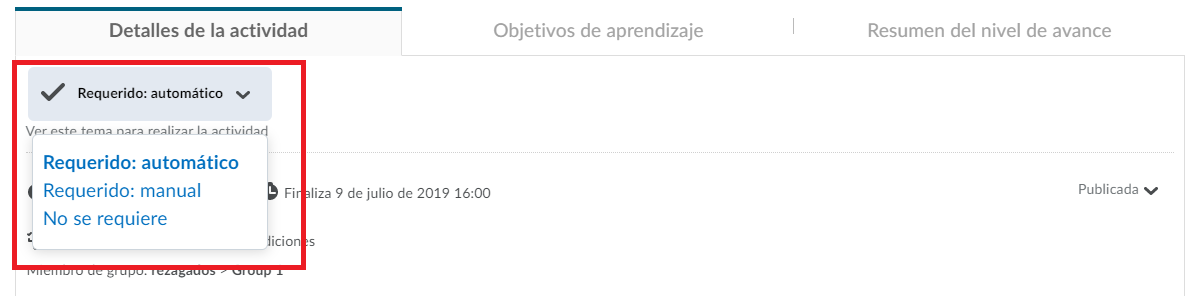 Detalles de la actividad
Objetivos de aprendizaje
Resumen del nivel de avance
Requerido: automático
Ver este tema para realizar la actividad
Requerido: automático
Requerido: manual
No se requiere
Finaliza 9 de julio de 2019 16:00
Publicada
diciones
Miembro de grupo: rezagados > Group 1